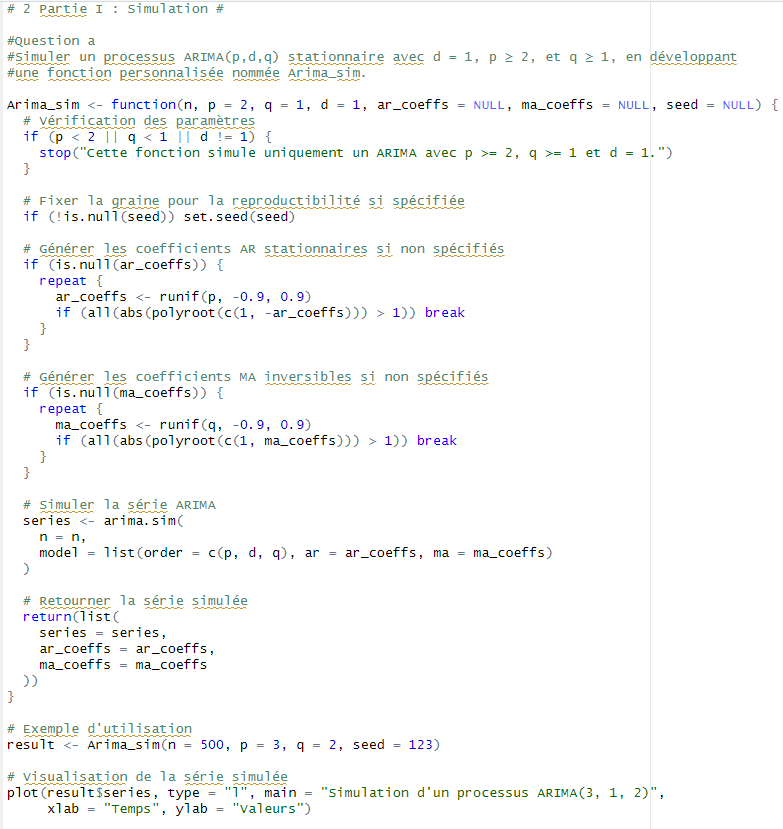 # 2 Partie I : Simulation #
#Question a
#Simuler un processus ARIMA(p,d,q) stationnaire avec d = 1, p ≥ 2, et q ≥ 1, en développant
#une fonction personnalisée nommée Arima_sim.
Arima_sim <- function(n, p = 2, q = 1, d = 1, ar_coeffs = NULL, ma_coeffs = NULL, seed = NULL) {
# Vérification des paramètres
if (p < 2 || q < 1 || d != 1) {
stop("Cette fonction simule uniquement un ARIMA avec p >= 2, q >= 1 et d = 1.")
}
# Fixer la graine pour la reproductibilité si spécifiée
if (!is.null(seed)) set.seed(seed)
# Générer les coefficients AR stationnaires si non spécifiés
if (is.null(ar_coeffs)) {
repeat {
ar_coeffs <- runif(p, -0.9, 0.9)
if (all(abs(polyroot(c(1, -ar_coeffs))) > 1)) break
}
}
# Générer les coefficients MA inversibles si non spécifiés
if (is.null(ma_coeffs)) {
repeat {
ma_coeffs <- runif(q, -0.9, 0.9)
if (all(abs(polyroot(c(1, ma_coeffs))) > 1)) break
}
}
# Simuler la série ARIMA
series <- arima.sim(
n = n,
model = list(order = c(p, d, q), ar = ar_coeffs, ma = ma_coeffs)
)
# Retourner la série simulée
return(list(
series = series,
ar_coeffs = ar_coeffs,
ma_coeffs = ma_coeffs
))
}
# Exemple d'utilisation
result <- Arima_sim(n = 500, p = 3, q = 2, seed = 123)
# Visualisation de la série simulée
plot(result$series, type = "l", main = "Simulation d'un processus ARIMA(3, 1, 2)",
xlab = "Temps", ylab = "Valeurs")